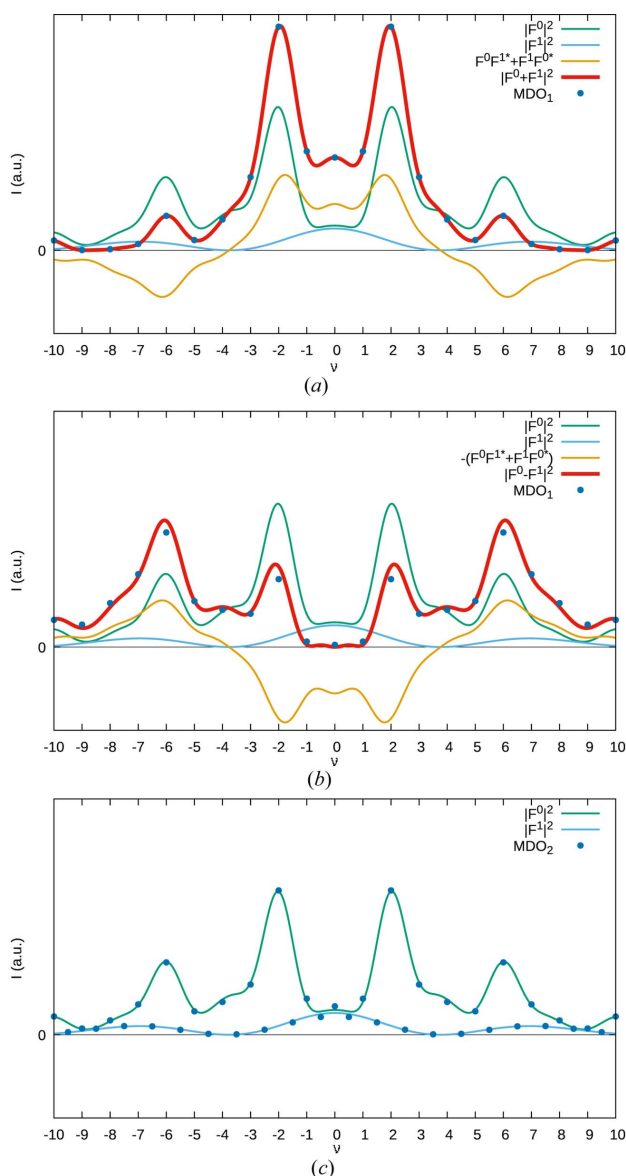 |F⁰|²
|F¹|²
F⁰F¹*+F¹F⁰*
|F⁰+F¹|²
MDO₁
I (a.u.)
0
-10 -9 -8 -7 -6 -5 -4 -3 -2 -1 0 1 2 3 4 5 6 7 8 9 10
ν
(a)
|F⁰|²
|F¹|²
-(F⁰F¹*+F¹F⁰*)
|F⁰-F¹|²
MDO₁
I (a.u.)
0
-10 -9 -8 -7 -6 -5 -4 -3 -2 -1 0 1 2 3 4 5 6 7 8 9 10
ν
(b)
|F⁰|²
|F¹|²
MDO₂
I (a.u.)
0
-10 -9 -8 -7 -6 -5 -4 -3 -2 -1 0 1 2 3 4 5 6 7 8 9 10
ν
(c)